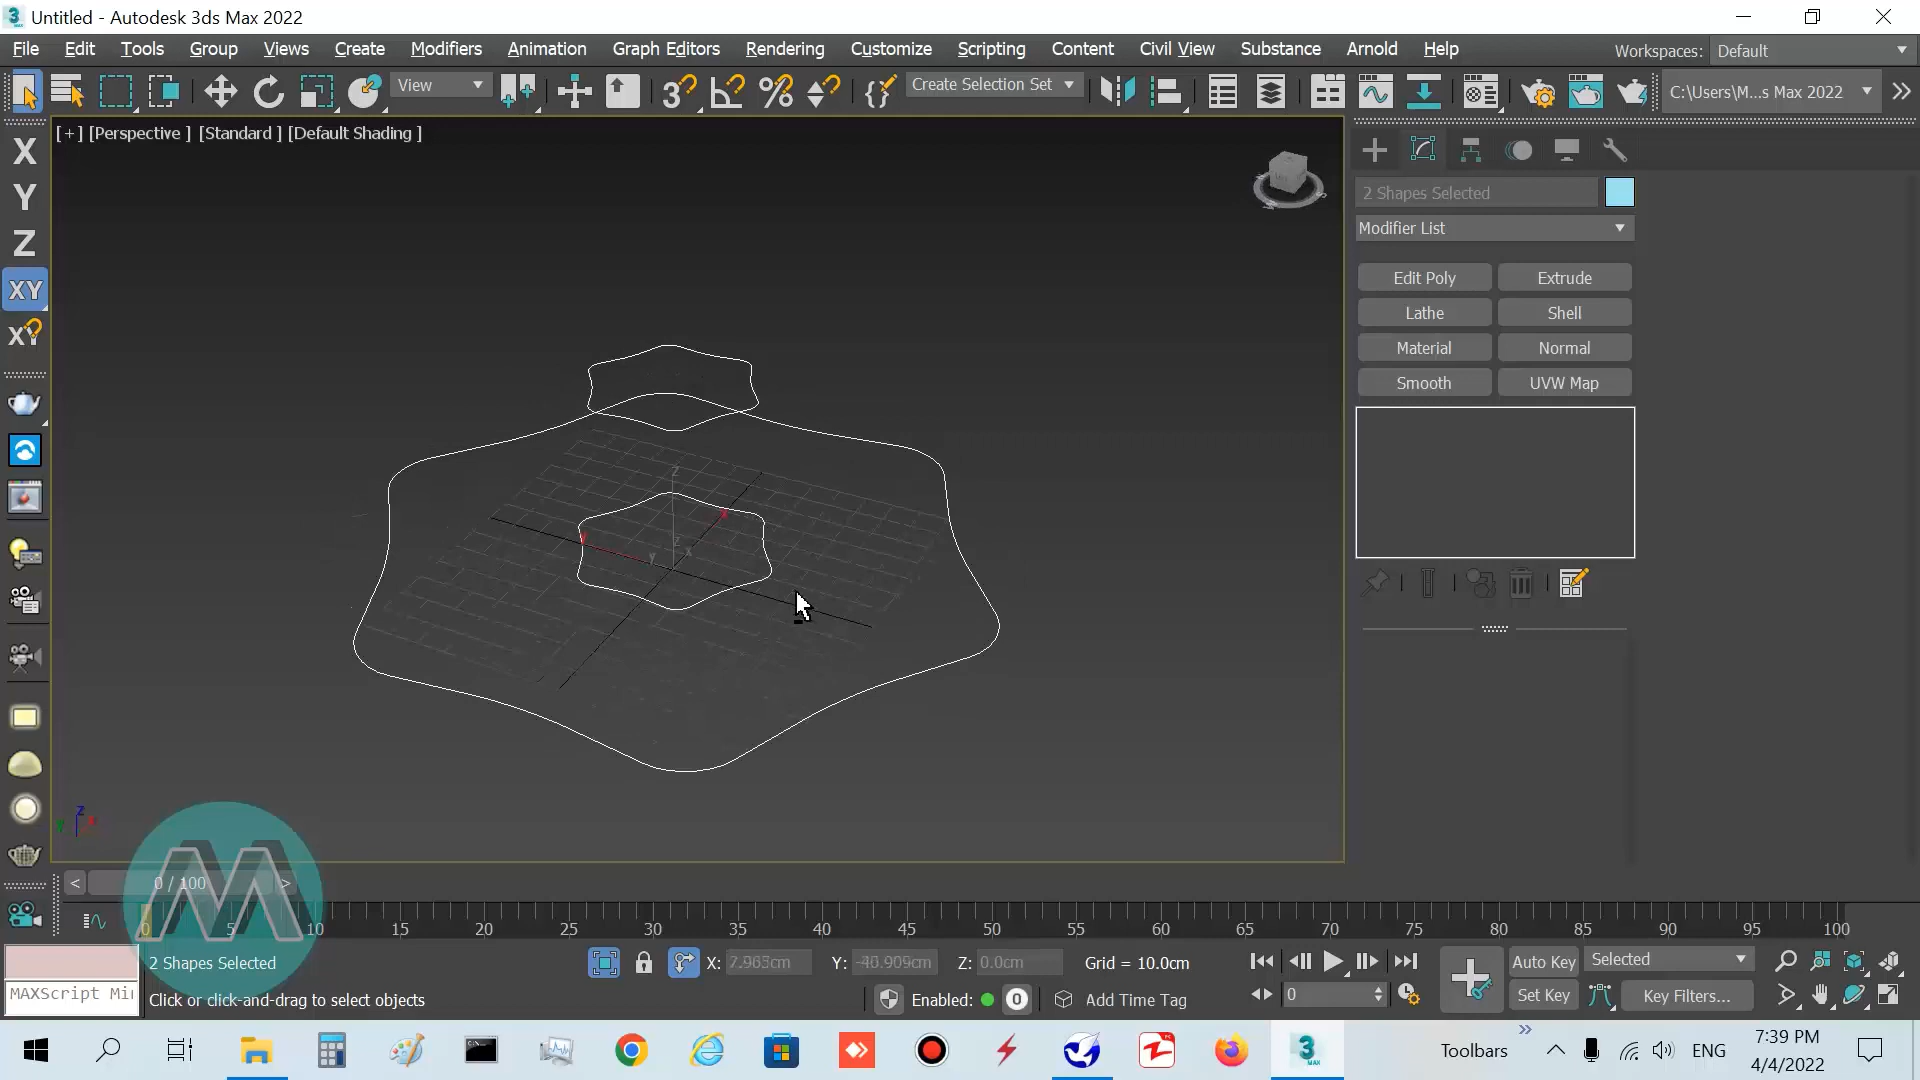 Untitled - Autodesk 3ds Max 2022
File Edit Tools Group Views Create Modifiers Animation Graph Editors Rendering Customize Scripting Content Civil View Substance Arnold Help Workspaces: Default
View Create Selection Set C:\Users\M...s Max 2022
[+] [Perspective ] [Standard ] [Default Shading ]
X
Y
Z
XY
XY
2 Shapes Selected
Modifier List
Edit Poly Extrude
Lathe Shell
Material Normal
Smooth UVW Map
z
x
y
z
x
y
z
y
x
< 0 / 100 >
0 5 10 15 20 25 30 35 40 45 50 55 60 65 70 75 80 85 90 95 100
2 Shapes Selected X: 7.965cm Y: -46.909cm Z: 0.0cm Grid = 10.0cm Auto Key Selected
MAXScript Mi Click or click-and-drag to select objects Enabled: 0 Add Time Tag 0 Set Key Key Filters...
Toolbars ENG 7:39 PM
4/4/2022